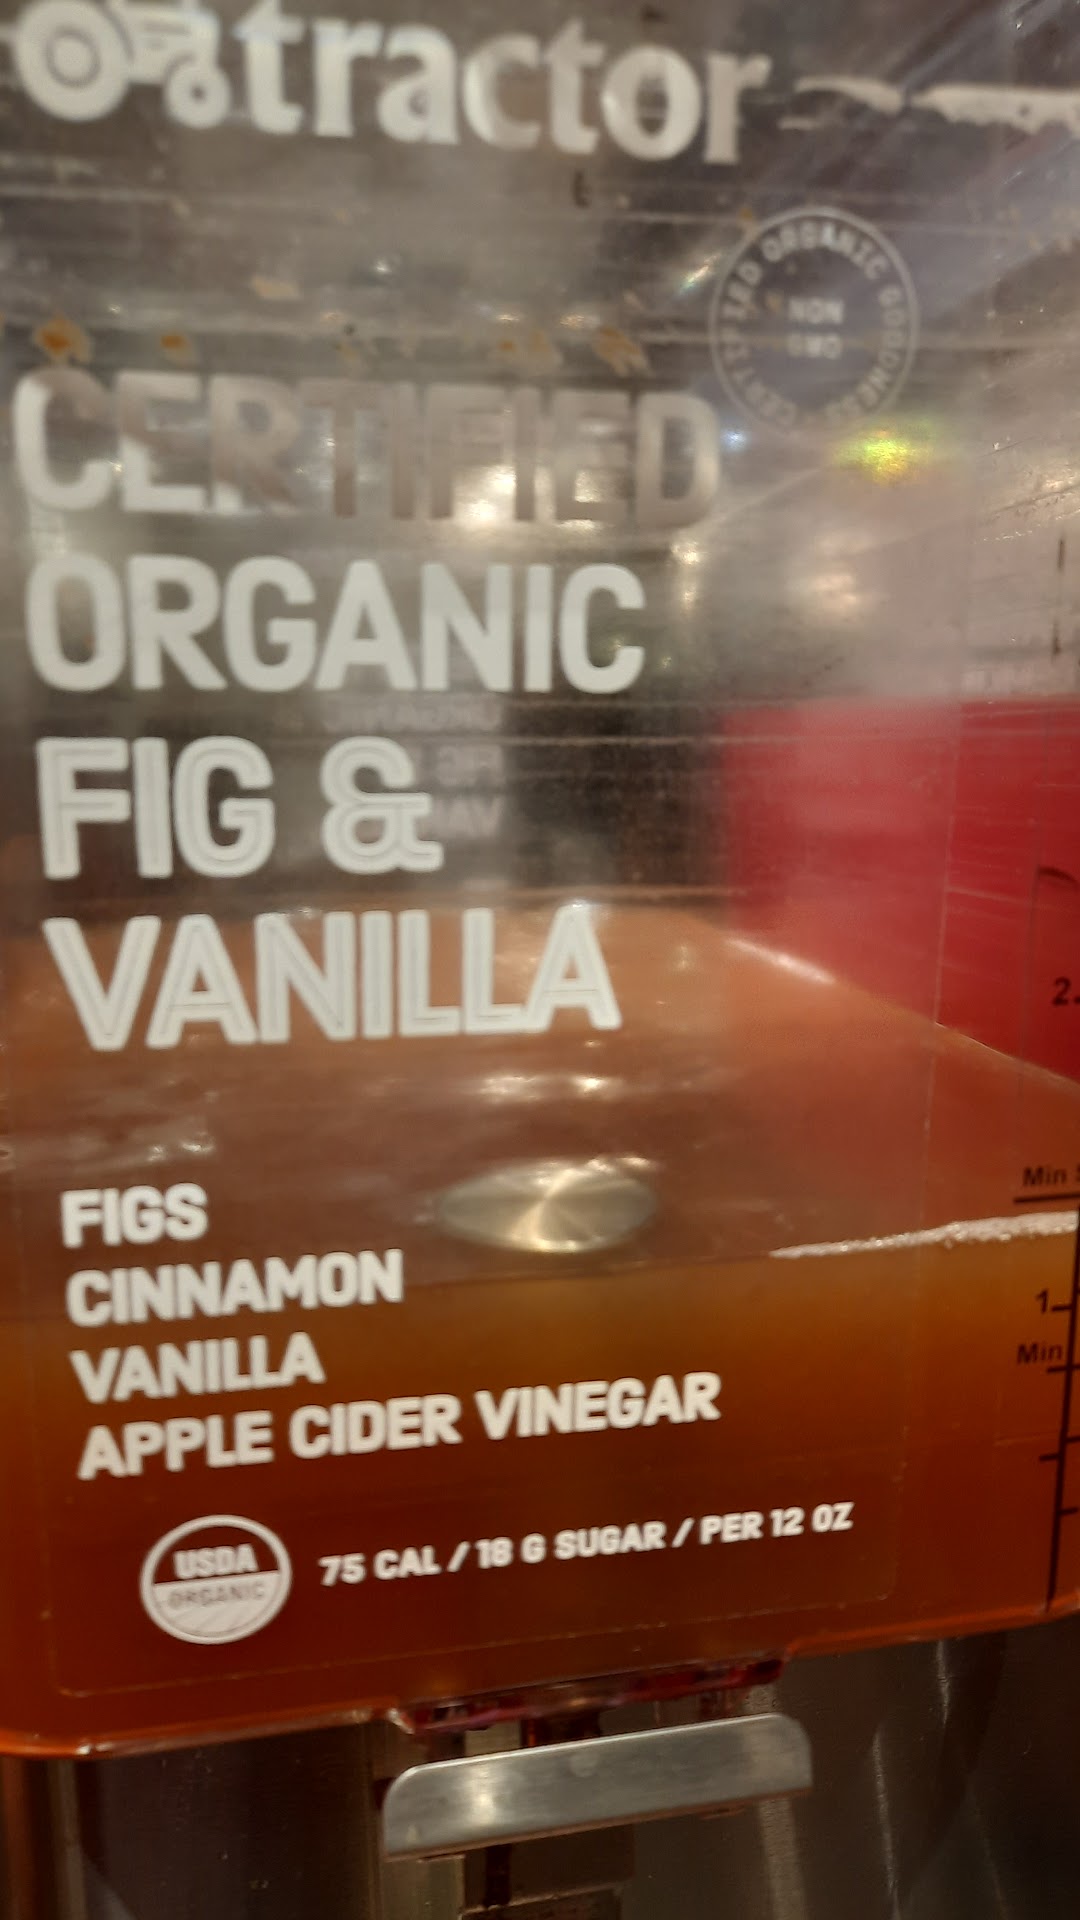 tractor
CERTIFIED ORGANIC GOODNESS
NON
GMO
CERTIFIED
ORGANIC
FIG &
VANILLA
2.
Min
FIGS
CINNAMON
VANILLA
APPLE CIDER VINEGAR
1
Min
USDA
ORGANIC
75 CAL / 18 G SUGAR / PER 12 OZ